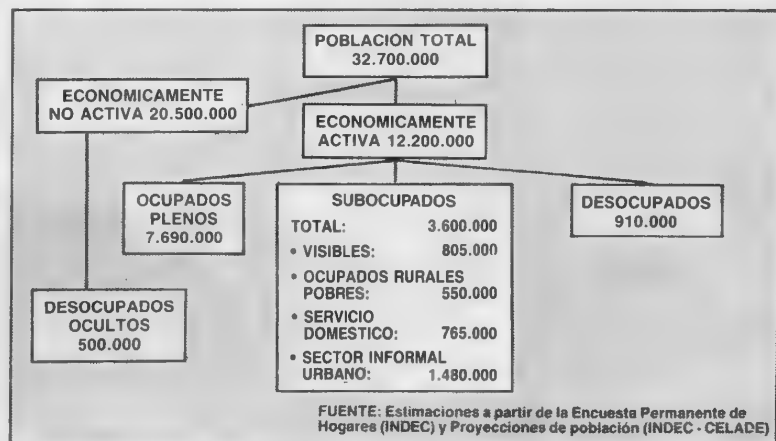 POBLACION TOTAL
32.700.000
ECONOMICAMENTE
NO ACTIVA 20.500.000
ECONOMICAMENTE
ACTIVA 12.200.000
OCUPADOS
PLENOS
7.690.000
SUBOCUPADOS
TOTAL: 3.600.000
• VISIBLES: 805.000
• OCUPADOS RURALES
POBRES: 550.000
• SERVICIO
DOMESTICO: 765.000
• SECTOR INFORMAL
URBANO: 1.480.000
DESOCUPADOS
910.000
DESOCUPADOS
OCULTOS
500.000
FUENTE: Estimaciones a partir de la Encuesta Permanente de
Hogares (INDEC) y Proyecciones de población (INDEC - CELADE)